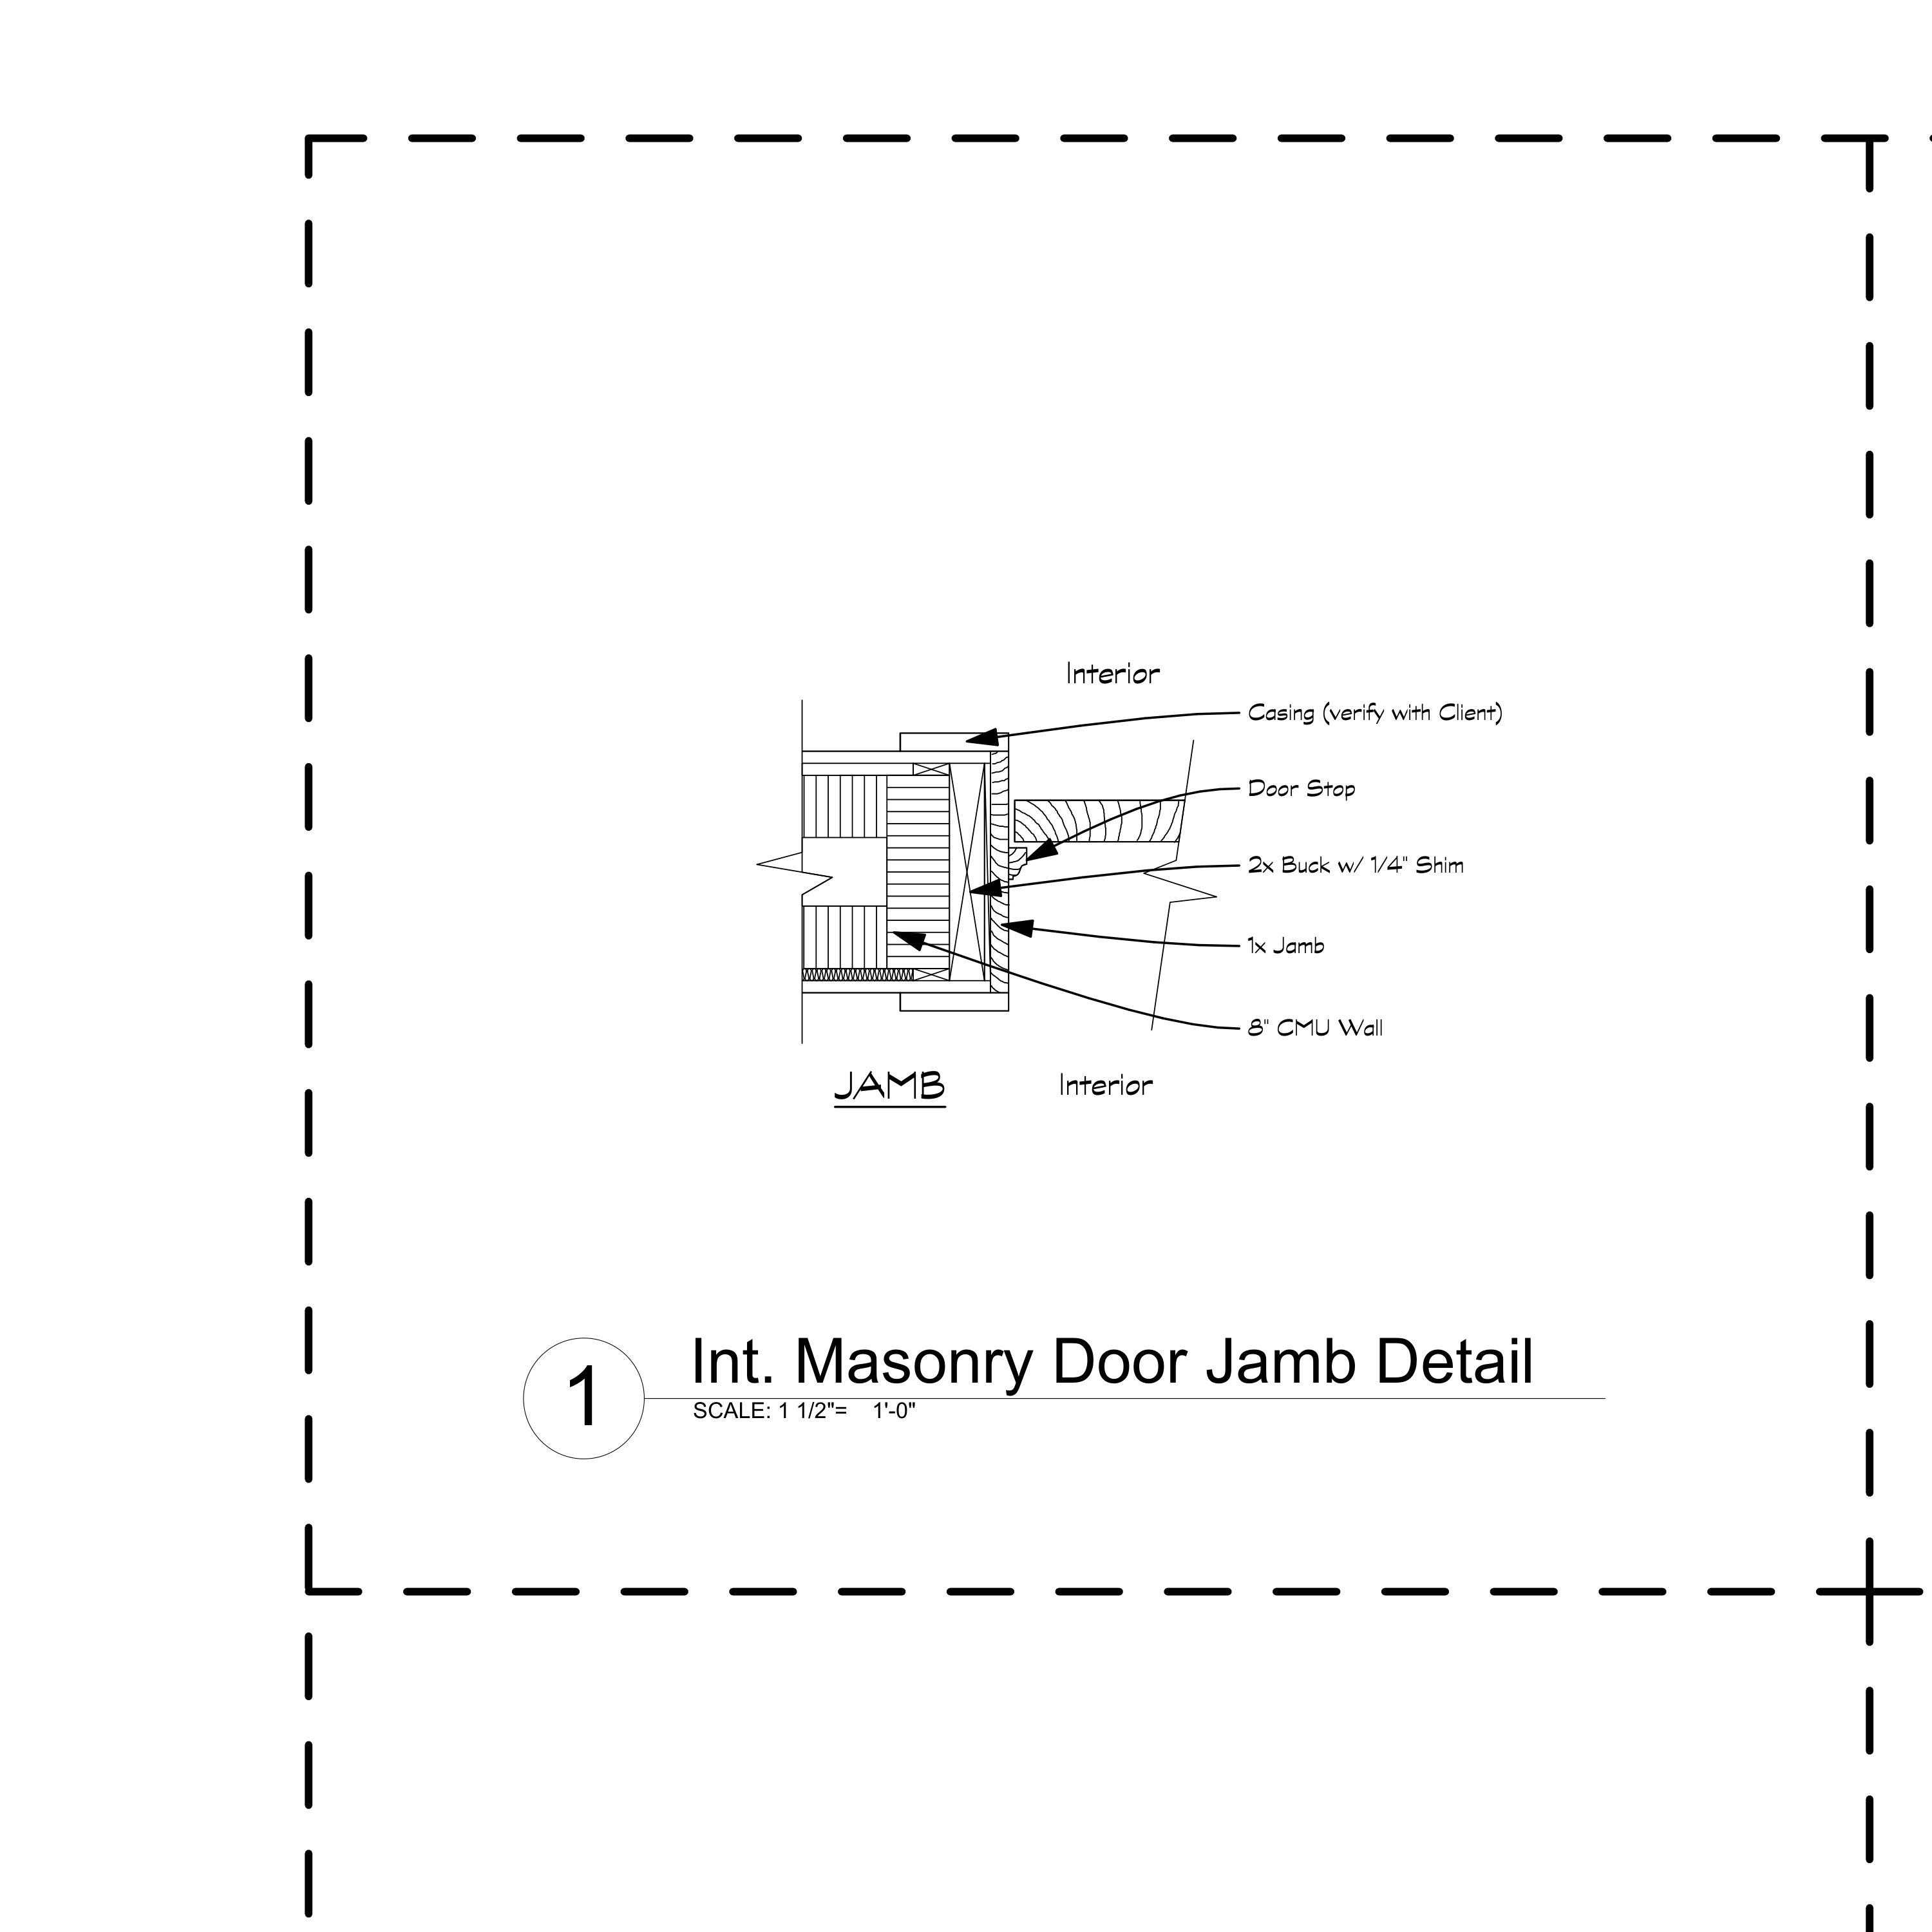 Interior
Casing (verify with Client)
Door Stop
2x Buck w/ 1/4" Shim
1x Jamb
8" CMU Wall
JAMB
Interior
1
Int. Masonry Door Jamb Detail
SCALE: 1 1/2"= 1'-0"